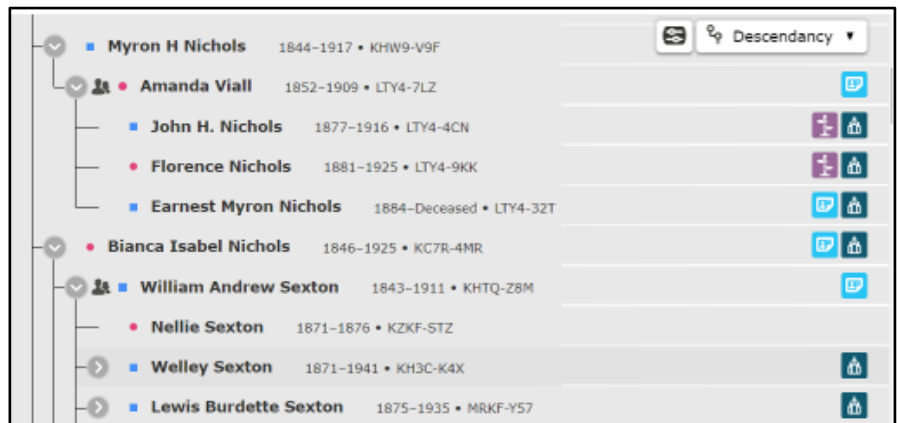 Myron H Nichols 1844–1917 • KHW9-V9F Descendancy ▼
Amanda Viall 1852–1909 • LTY4-7LZ
John H. Nichols 1877–1916 • LTY4-4CN
Florence Nichols 1881–1925 • LTY4-9KK
Earnest Myron Nichols 1884–Deceased • LTY4-32T
Bianca Isabel Nichols 1846–1925 • KC7R-4MR
William Andrew Sexton 1843–1911 • KHTQ-Z8M
Nellie Sexton 1871–1876 • KZKF-STZ
Welley Sexton 1871–1941 • KH3C-K4X
Lewis Burdette Sexton 1875–1935 • MRKF-Y57